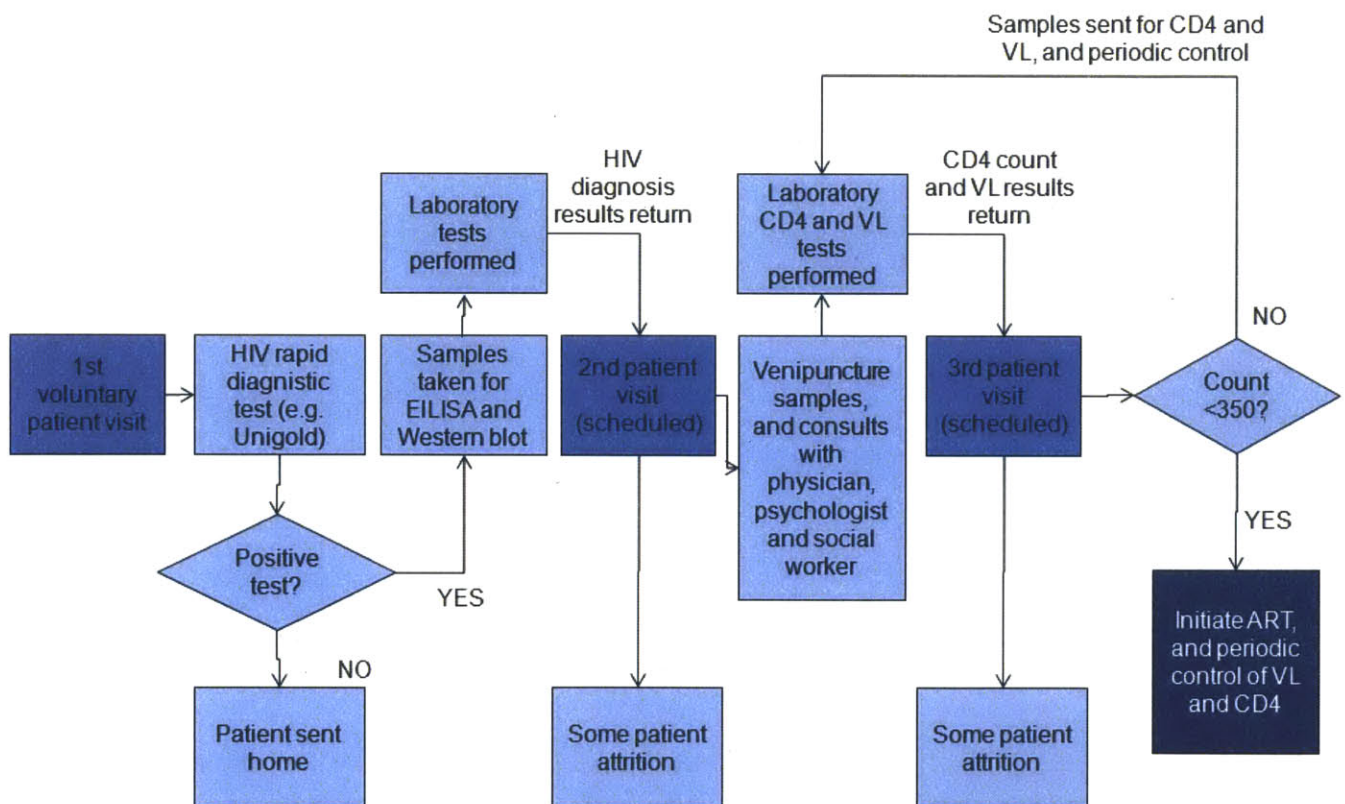 Samples sent for CD4 and
VL, and periodic control
HIV
diagnosis
results return
CD4 count
and VL results
return
Laboratory
tests
performed
Laboratory
CD4 and VL
tests
performed
NO
1st
voluntary
patient visit
HIV rapid
diagnistic
test (e.g.
Unigold)
Samples
taken for
EILISA and
Western blot
2nd patient
visit
(scheduled)
Venipuncture
samples,
and consults
with
physician,
psychologist
and social
worker
3rd patient
visit
(scheduled)
Count
<350?
YES
Positive
test?
YES
NO
Initiate ART,
and periodic
control of VL
and CD4
Patient sent
home
Some patient
attrition
Some patient
attrition